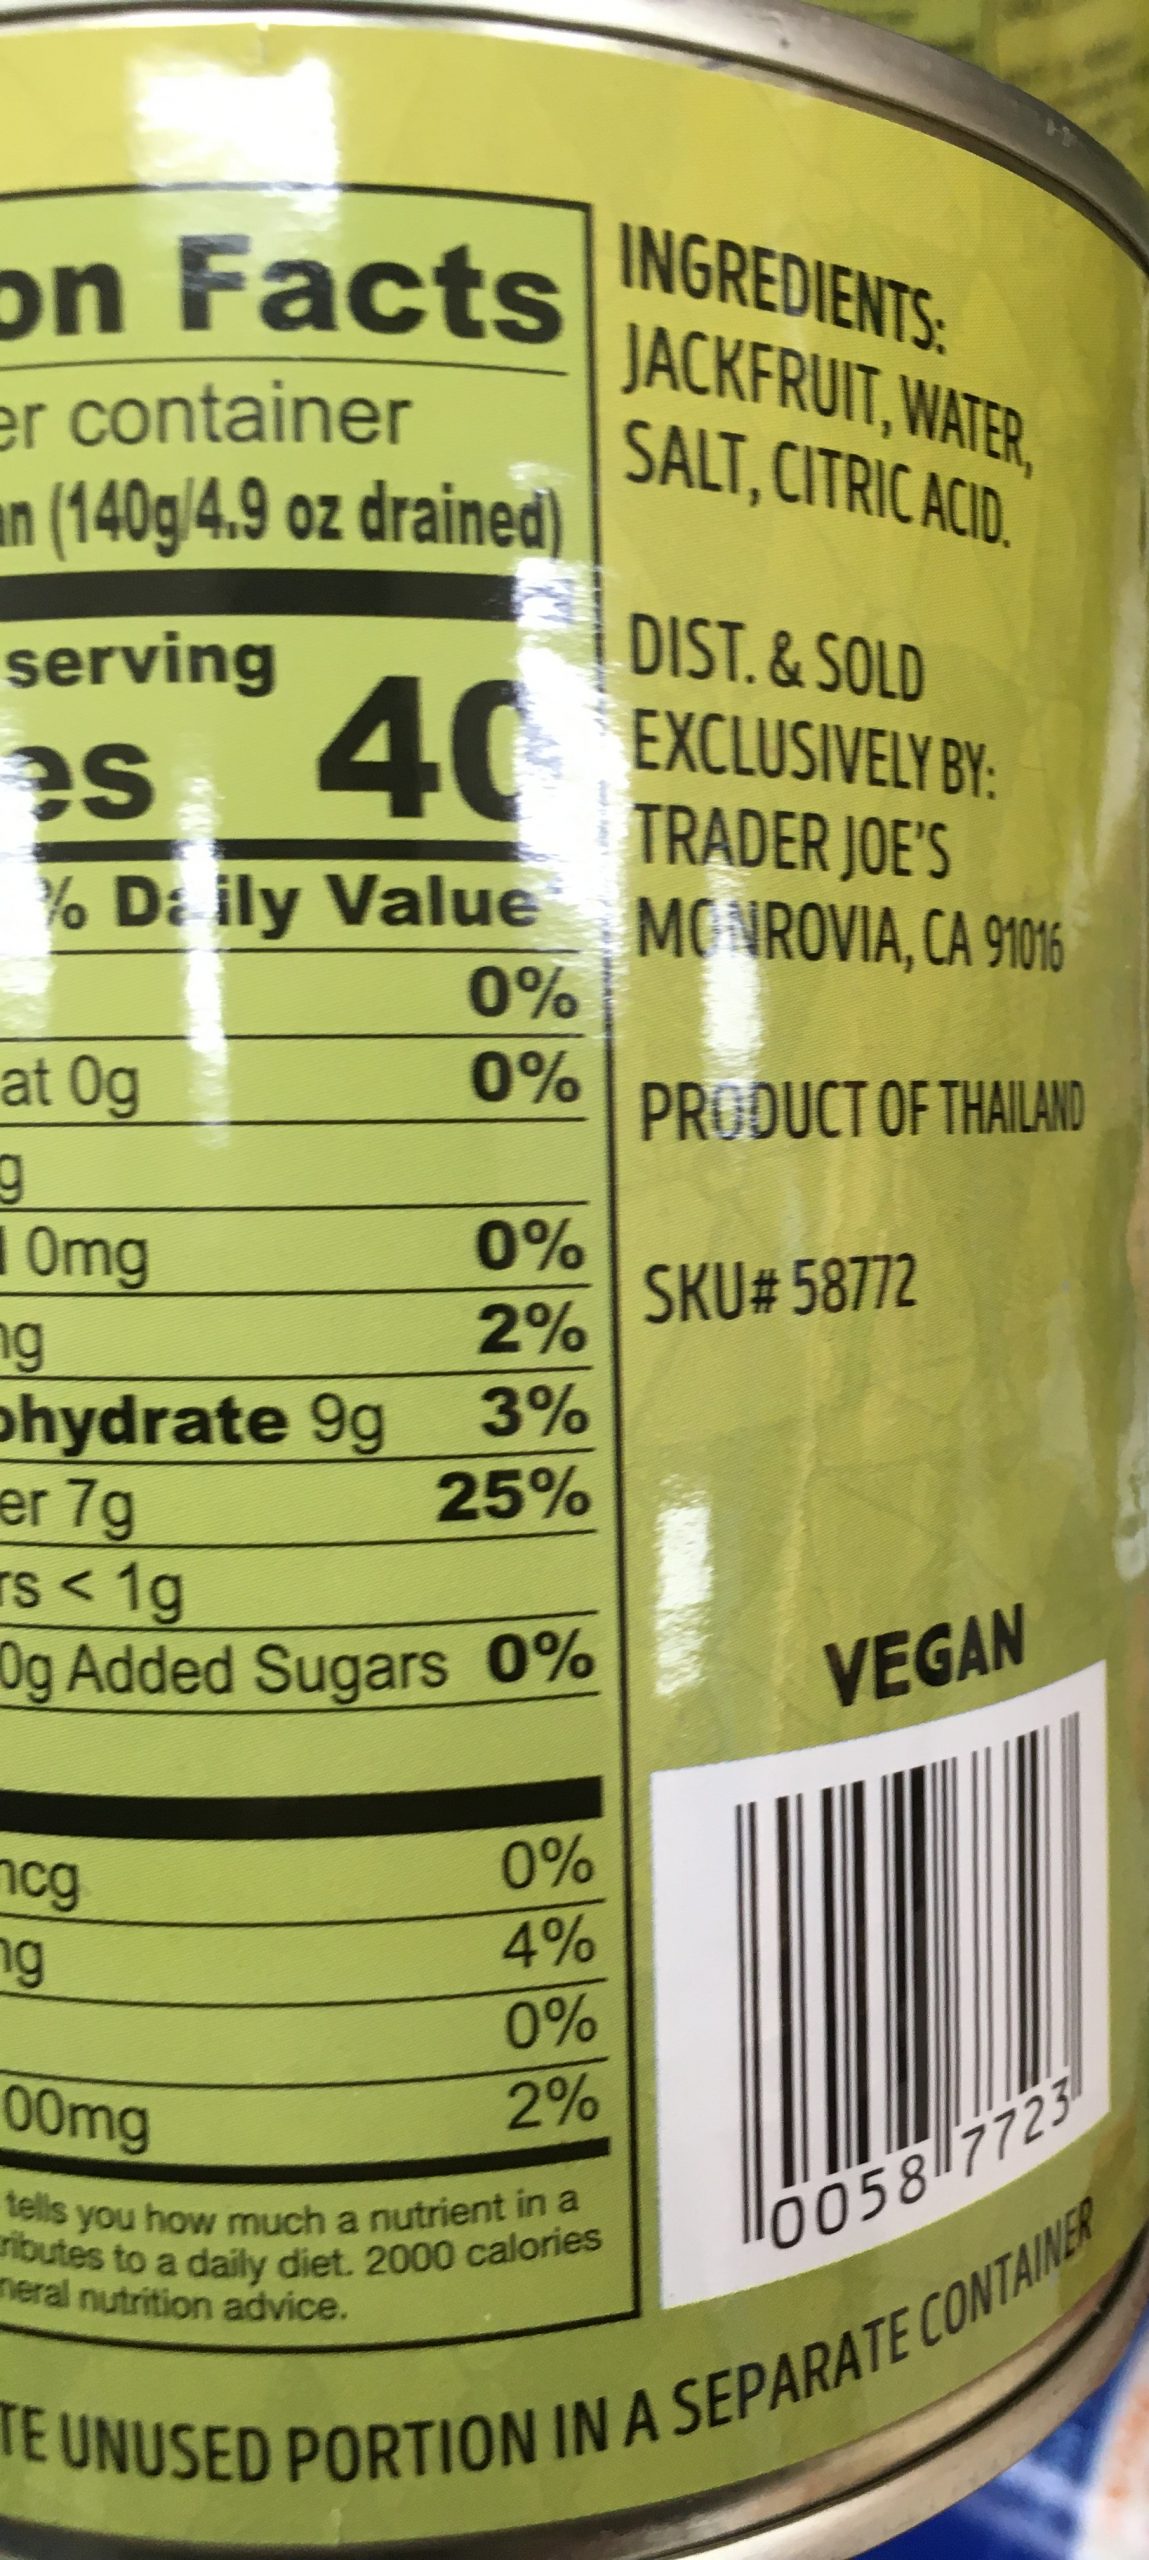 on Facts
er container
an (140g/4.9 oz drained)
serving
es 40
% Daily Value
0%
at 0g 0%
g
l 0mg 0%
ng 2%
ohydrate 9g 3%
er 7g 25%
rs < 1g
0g Added Sugars 0%
mcg 0%
ng 4%
0%
00mg 2%
tells you how much a nutrient in a
ributes to a daily diet. 2000 calories
neral nutrition advice.
INGREDIENTS:
JACKFRUIT, WATER,
SALT, CITRIC ACID.
DIST. & SOLD
EXCLUSIVELY BY:
TRADER JOE'S
MONROVIA, CA 91016
PRODUCT OF THAILAND
SKU# 58772
VEGAN
0058 7723
TE UNUSED PORTION IN A SEPARATE CONTAINER